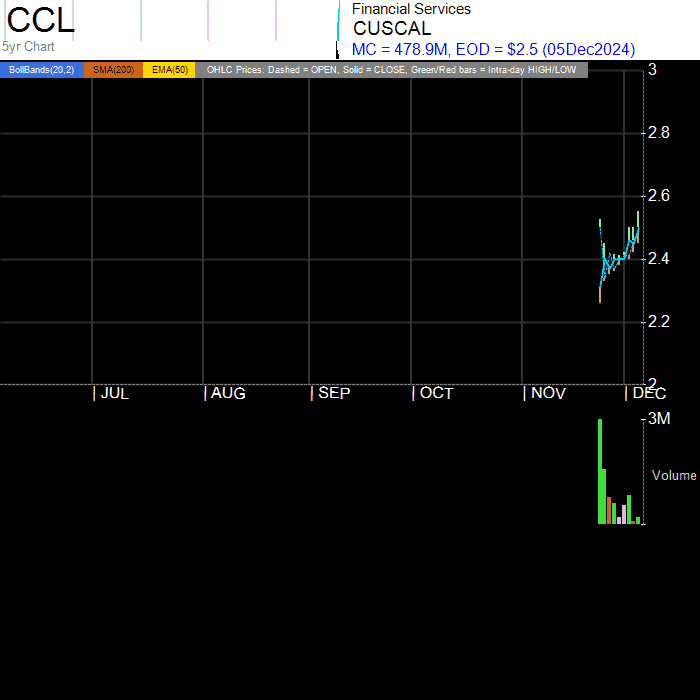 CCL
5yr Chart
Financial Services
CUSCAL
MC = 478.9M, EOD = $2.5 (05Dec2024)
BollBands(20,2) SMA(200) EMA(50) OHLC Prices: Dashed = OPEN, Solid = CLOSE, Green/Red bars = Intra-day HIGH/LOW
3
2.8
2.6
2.4
2.2
2
| JUL | AUG | SEP | OCT | NOV | DEC
3M
Volume